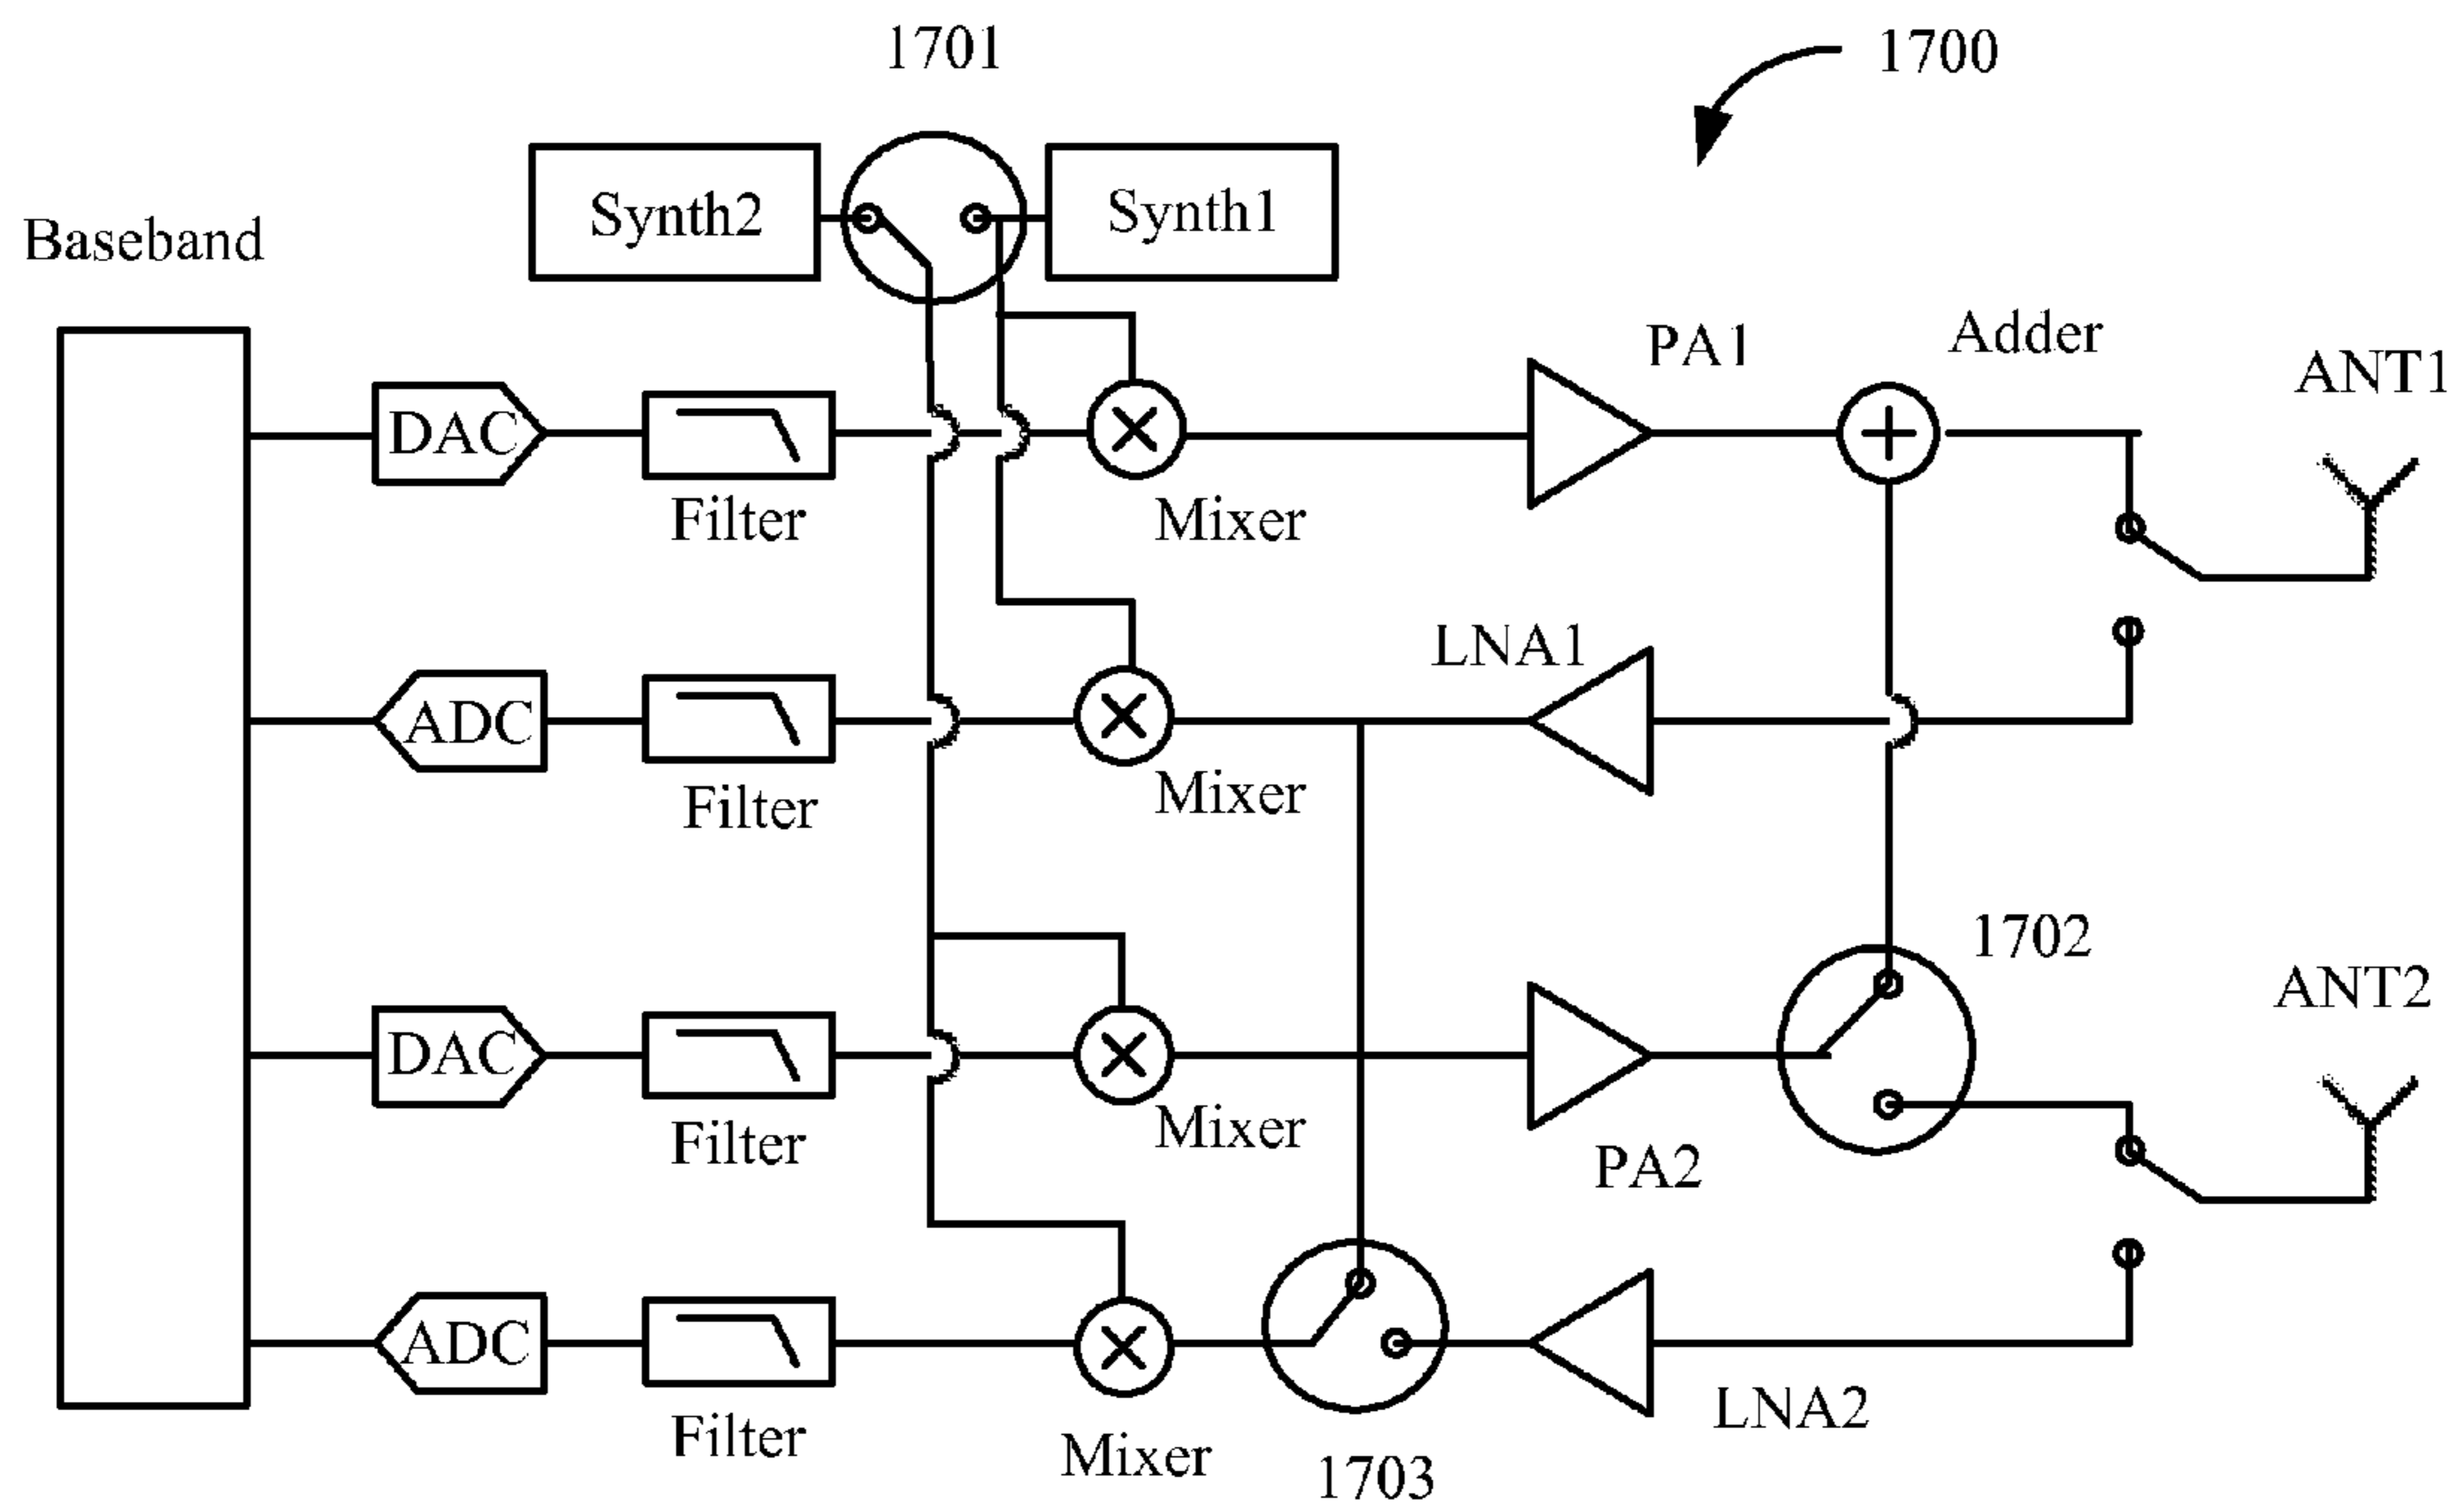 1701
1700
Synth2
Synth1
Baseband
PA1
Adder
ANT1
DAC
Filter
Mixer
LNA1
ADC
Filter
Mixer
1702
ANT2
DAC
Filter
Mixer
PA2
ADC
Filter
Mixer
1703
LNA2